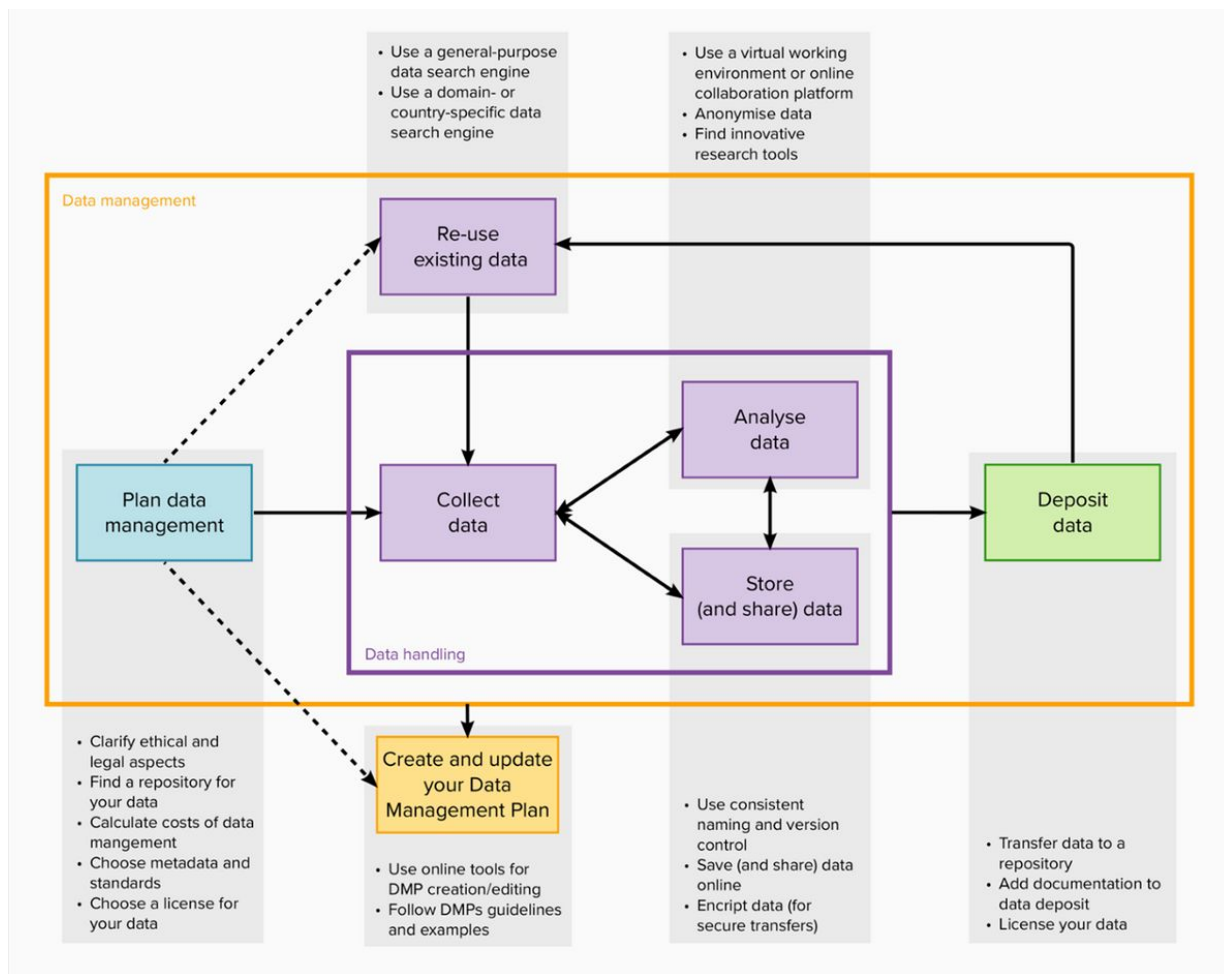 • Use a general-purpose
data search engine
• Use a domain- or
country-specific data
search engine
• Use a virtual working
environment or online
collaboration platform
• Anonymise data
• Find innovative
research tools
Data management
Re-use
existing data
Analyse
data
Plan data
management
Collect
data
Deposit
data
Store
(and share) data
Data handling
• Clarify ethical and
legal aspects
• Find a repository for
your data
• Calculate costs of data
mangement
• Choose metadata and
standards
• Choose a license for
your data
Create and update
your Data
Management Plan
• Use online tools for
DMP creation/editing
• Follow DMPs guidelines
and examples
• Use consistent
naming and version
control
• Save (and share) data
online
• Encript data (for
secure transfers)
• Transfer data to a
repository
• Add documentation to
data deposit
• License your data